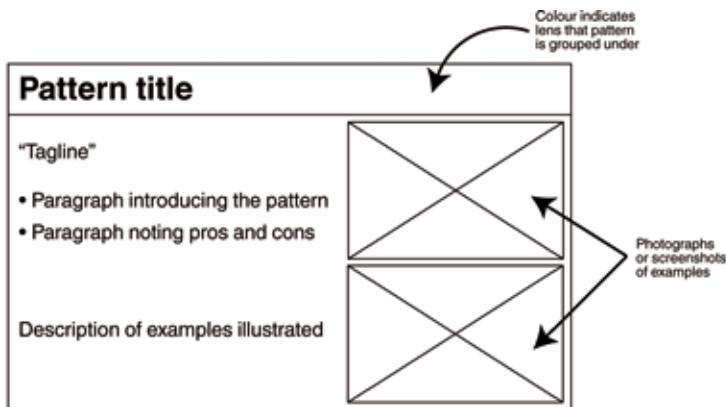 Colour indicates
lens that pattern
is grouped under
Pattern title
“Tagline”
• Paragraph introducing the pattern
• Paragraph noting pros and cons
Photographs
or screenshots
of examples
Description of examples illustrated